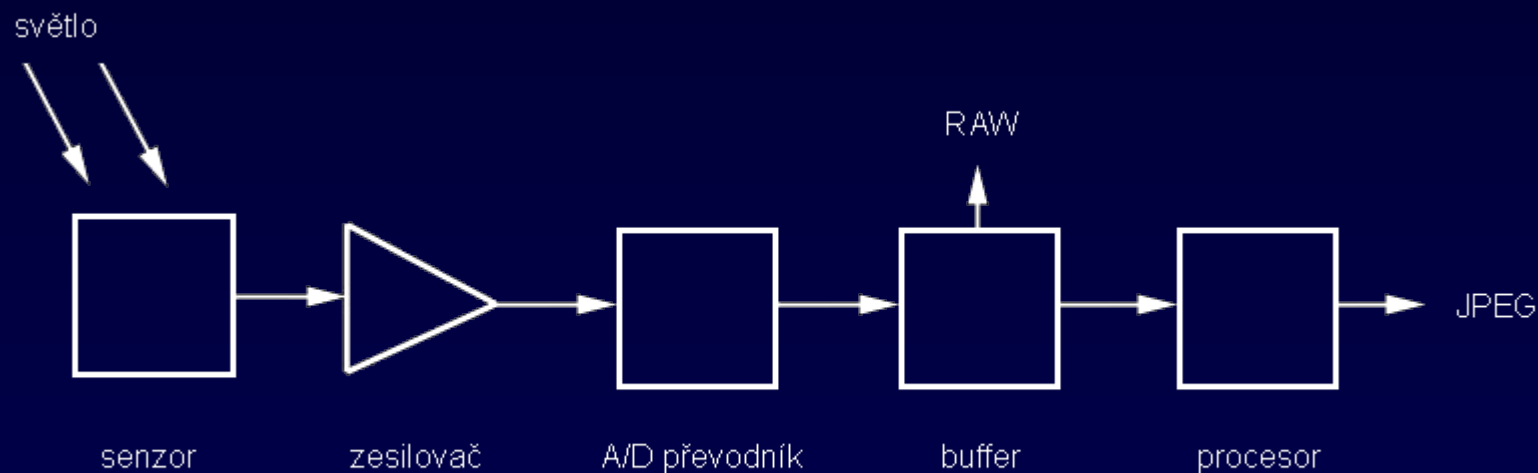 světlo
RAW
JPEG
senzor zesilovač A/D převodník buffer procesor